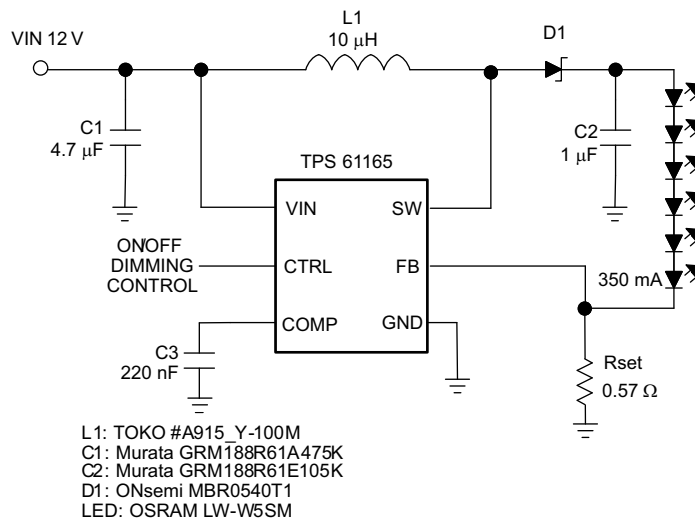 L1
10 μH
D1
VIN 12 V
C1
4.7 μF
C2
1 μF
TPS 61165
VIN
SW
ON/OFF
DIMMING
CONTROL
CTRL
FB
350 mA
COMP
GND
C3
220 nF
Rset
0.57 Ω
L1: TOKO #A915_Y-100M
C1: Murata GRM188R61A475K
C2: Murata GRM188R61E105K
D1: ONsemi MBR0540T1
LED: OSRAM LW-W5SM